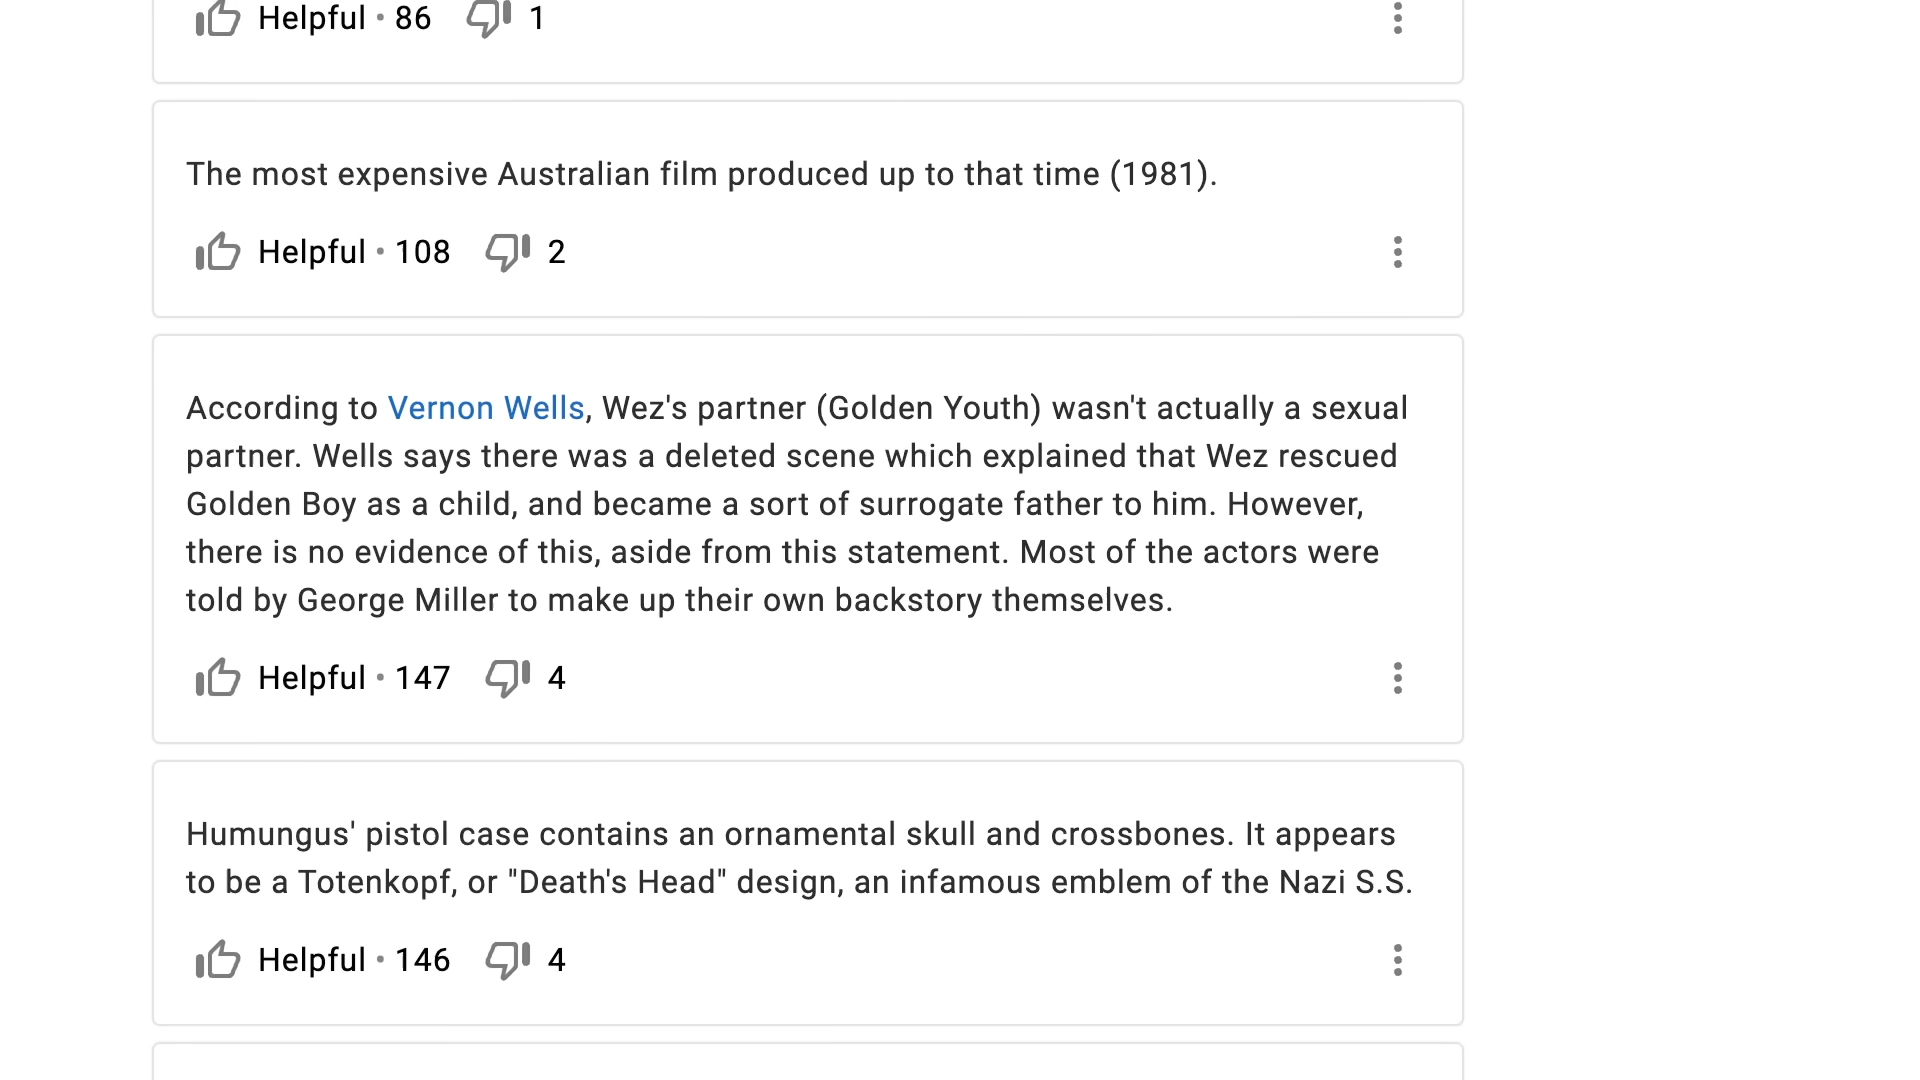 Helpful • 86 1
The most expensive Australian film produced up to that time (1981).
Helpful • 108 2
According to Vernon Wells, Wez's partner (Golden Youth) wasn't actually a sexual
partner. Wells says there was a deleted scene which explained that Wez rescued
Golden Boy as a child, and became a sort of surrogate father to him. However,
there is no evidence of this, aside from this statement. Most of the actors were
told by George Miller to make up their own backstory themselves.
Helpful • 147 4
Humungus' pistol case contains an ornamental skull and crossbones. It appears
to be a Totenkopf, or "Death's Head" design, an infamous emblem of the Nazi S.S.
Helpful • 146 4